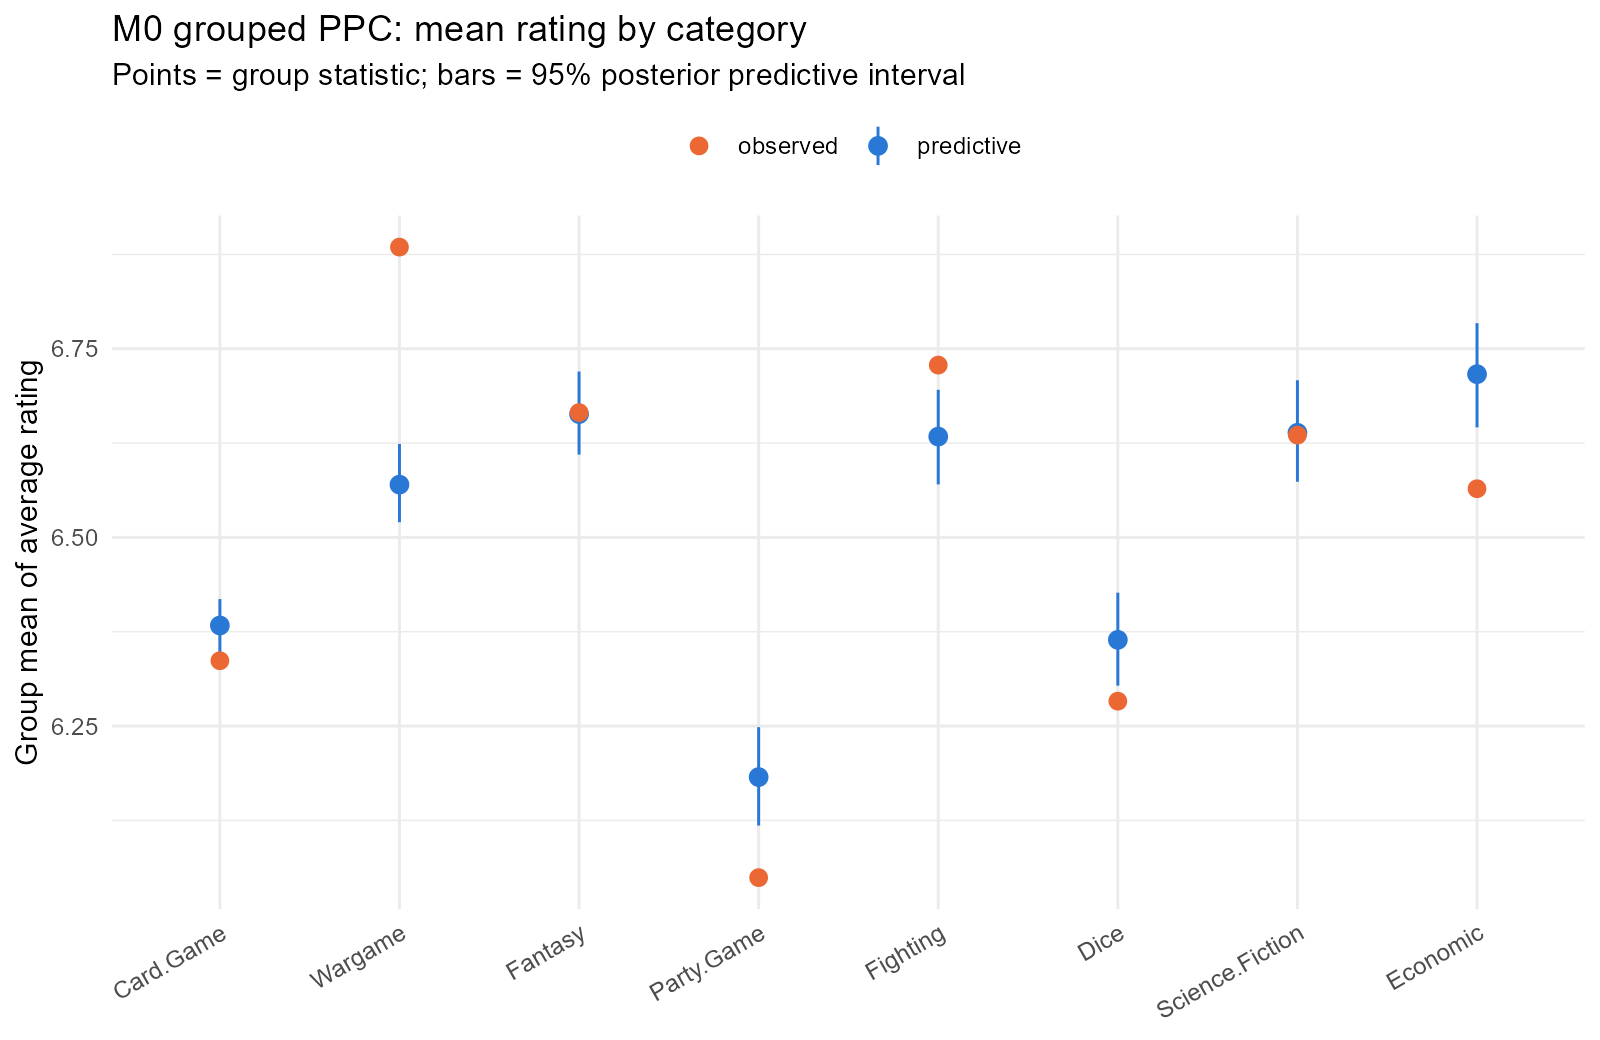 M0 grouped PPC: mean rating by category
Points = group statistic; bars = 95% posterior predictive interval
observed predictive
Group mean of average rating
6.75
6.50
6.25
Card.Game Wargame Fantasy Party.Game Fighting Dice Science.Fiction Economic